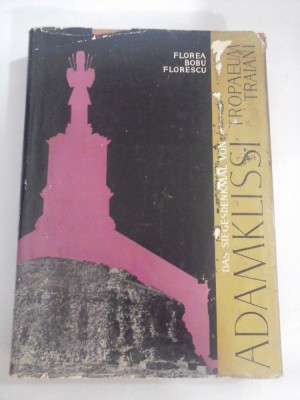 FLOREA
BOBU
FLORESCU
DAS SIEGESDENKMAL VON
ADAMKLISSI
TROPAEUM
TRAIANI